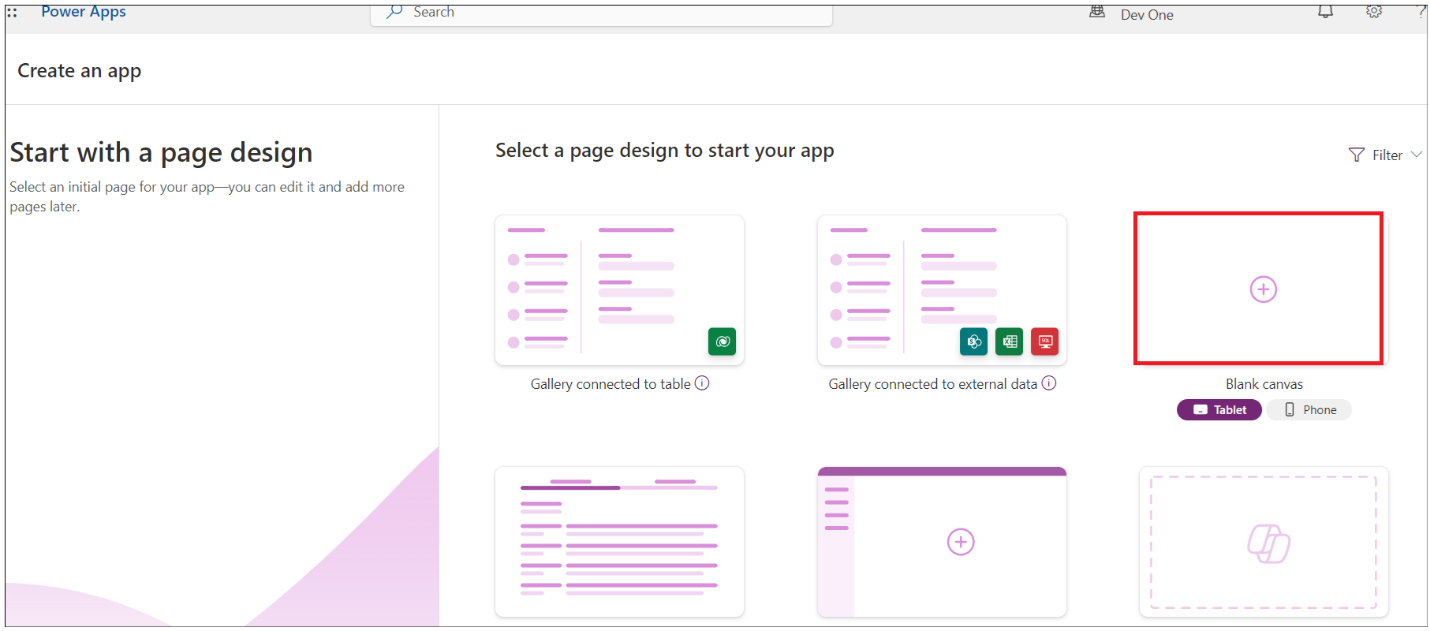 Power Apps
Search
Dev One
Create an app
Start with a page design
Select an initial page for your app—you can edit it and add more
pages later.
Select a page design to start your app
Filter
Gallery connected to table
Gallery connected to external data
Blank canvas
Tablet
Phone